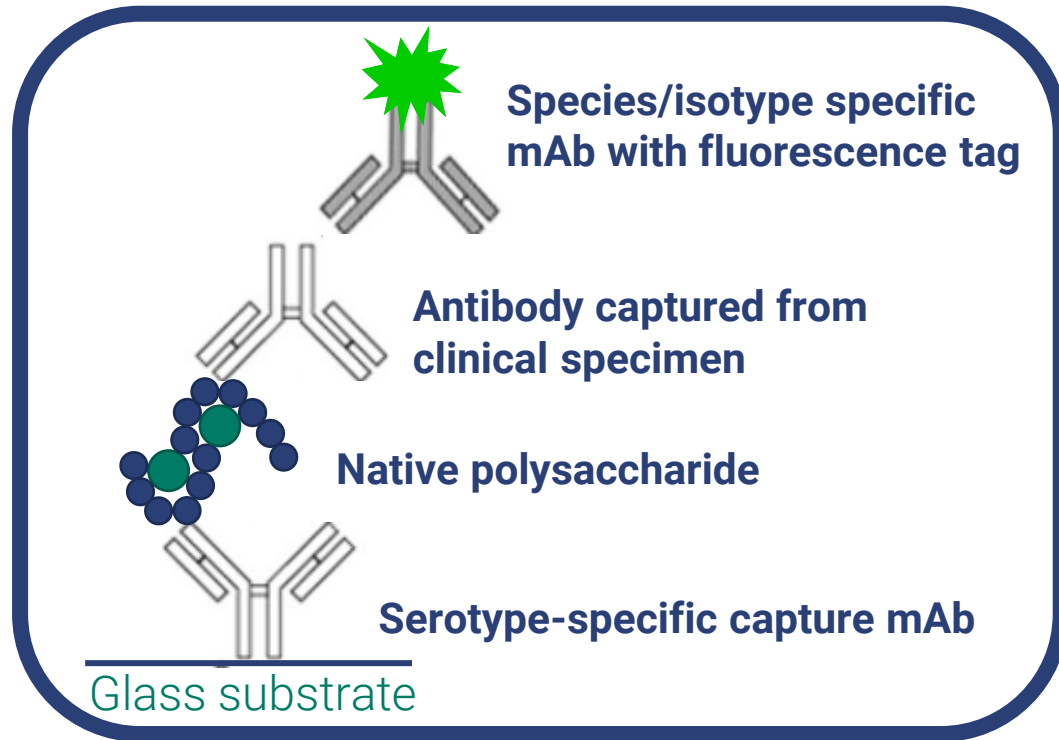 Species/isotype specific
mAb with fluorescence tag
Antibody captured from
clinical specimen
Native polysaccharide
Serotype-specific capture mAb
Glass substrate